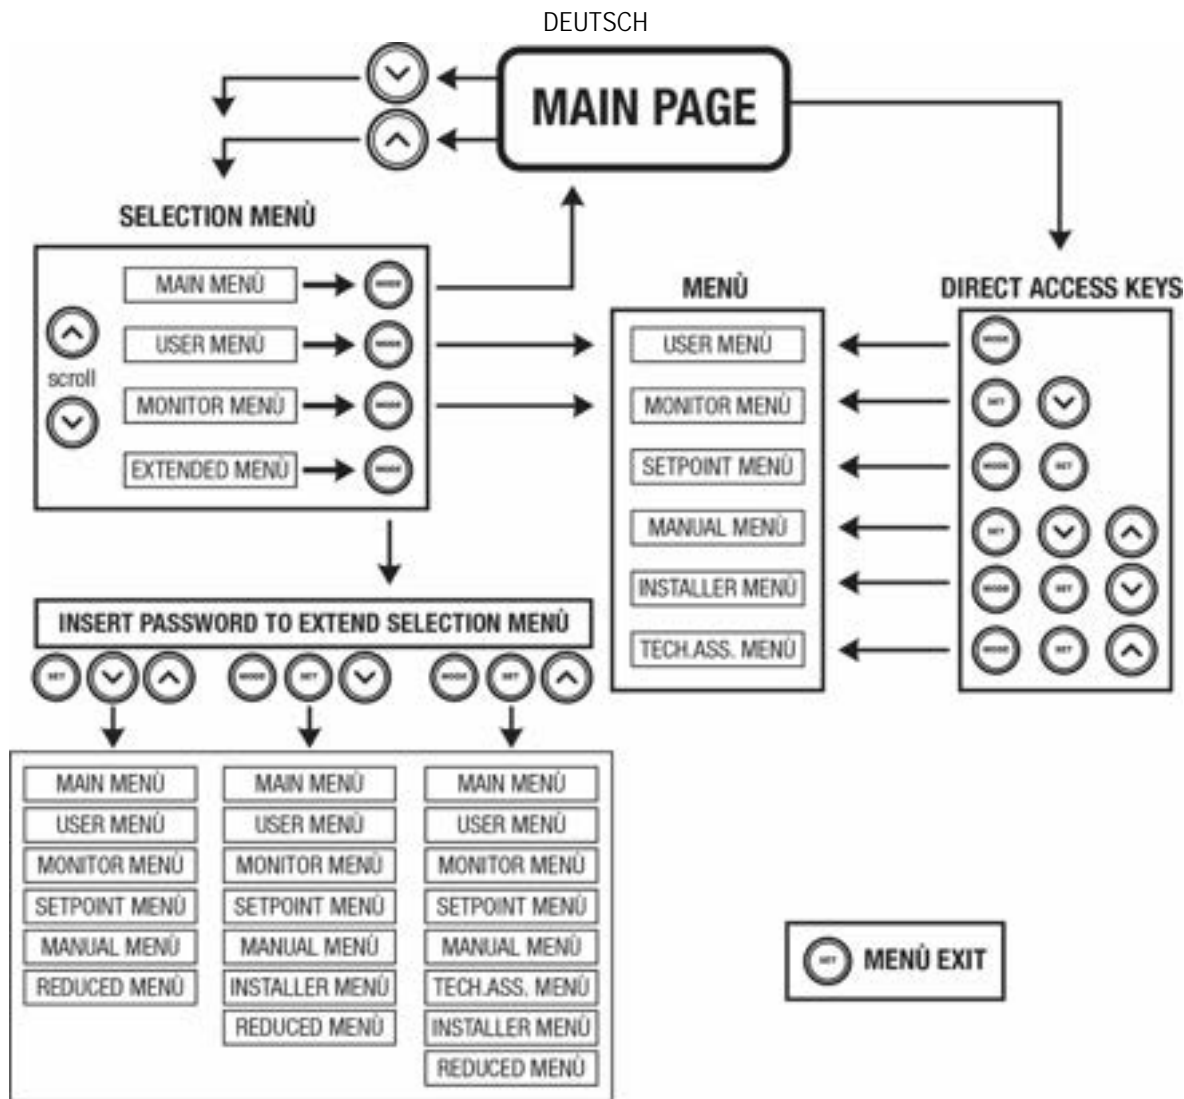 DEUTSCH
MAIN PAGE
SELECTION MENÙ
MAIN MENÙ MODE
USER MENÙ MODE
scroll
MONITOR MENÙ MODE
EXTENDED MENÙ MODE
MENÙ
USER MENÙ
MONITOR MENÙ
SETPOINT MENÙ
MANUAL MENÙ
INSTALLER MENÙ
TECH.ASS. MENÙ
DIRECT ACCESS KEYS
MODE
SET
MODE SET
SET
MODE SET
MODE SET
INSERT PASSWORD TO EXTEND SELECTION MENÙ
SET MODE SET MODE SET
MAIN MENÙ
USER MENÙ
MONITOR MENÙ
SETPOINT MENÙ
MANUAL MENÙ
REDUCED MENÙ
MAIN MENÙ
USER MENÙ
MONITOR MENÙ
SETPOINT MENÙ
MANUAL MENÙ
INSTALLER MENÙ
REDUCED MENÙ
MAIN MENÙ
USER MENÙ
MONITOR MENÙ
SETPOINT MENÙ
MANUAL MENÙ
TECH.ASS. MENÙ
INSTALLER MENÙ
REDUCED MENÙ
SET MENÙ EXIT